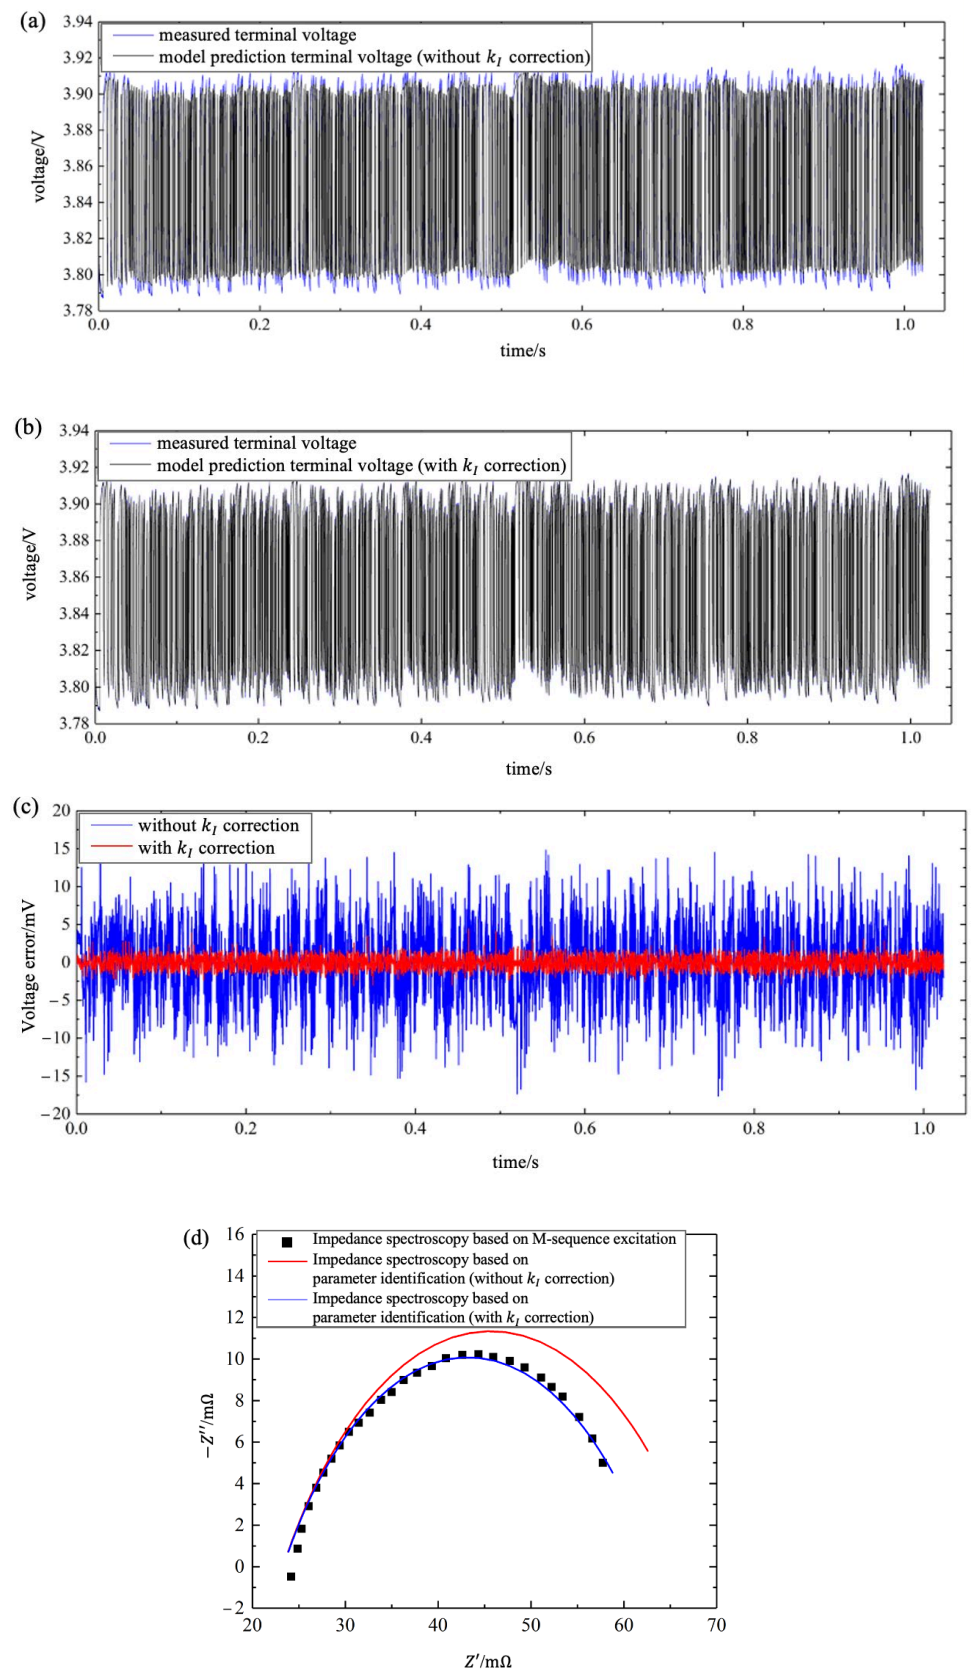 (a)
3.94
3.92
3.90
3.88
3.86
3.84
3.82
3.80
3.78
voltage/V
measured terminal voltage
model prediction terminal voltage (without k_I correction)
0.0 0.2 0.4 0.6 0.8 1.0
time/s
(b)
3.94
3.92
3.90
3.88
3.86
3.84
3.82
3.80
3.78
voltage/V
measured terminal voltage
model prediction terminal voltage (with k_I correction)
0.0 0.2 0.4 0.6 0.8 1.0
time/s
(c)
20
15
10
5
0
−5
−10
−15
−20
Voltage error/mV
without k_I correction
with k_I correction
0.0 0.2 0.4 0.6 0.8 1.0
time/s
(d)
16
14
12
10
8
6
4
2
0
−2
−Z''/mΩ
Impedance spectroscopy based on M-sequence excitation
Impedance spectroscopy based on
parameter identification (without k_I correction)
Impedance spectroscopy based on
parameter identification (with k_I correction)
20 30 40 50 60 70
Z'/mΩ